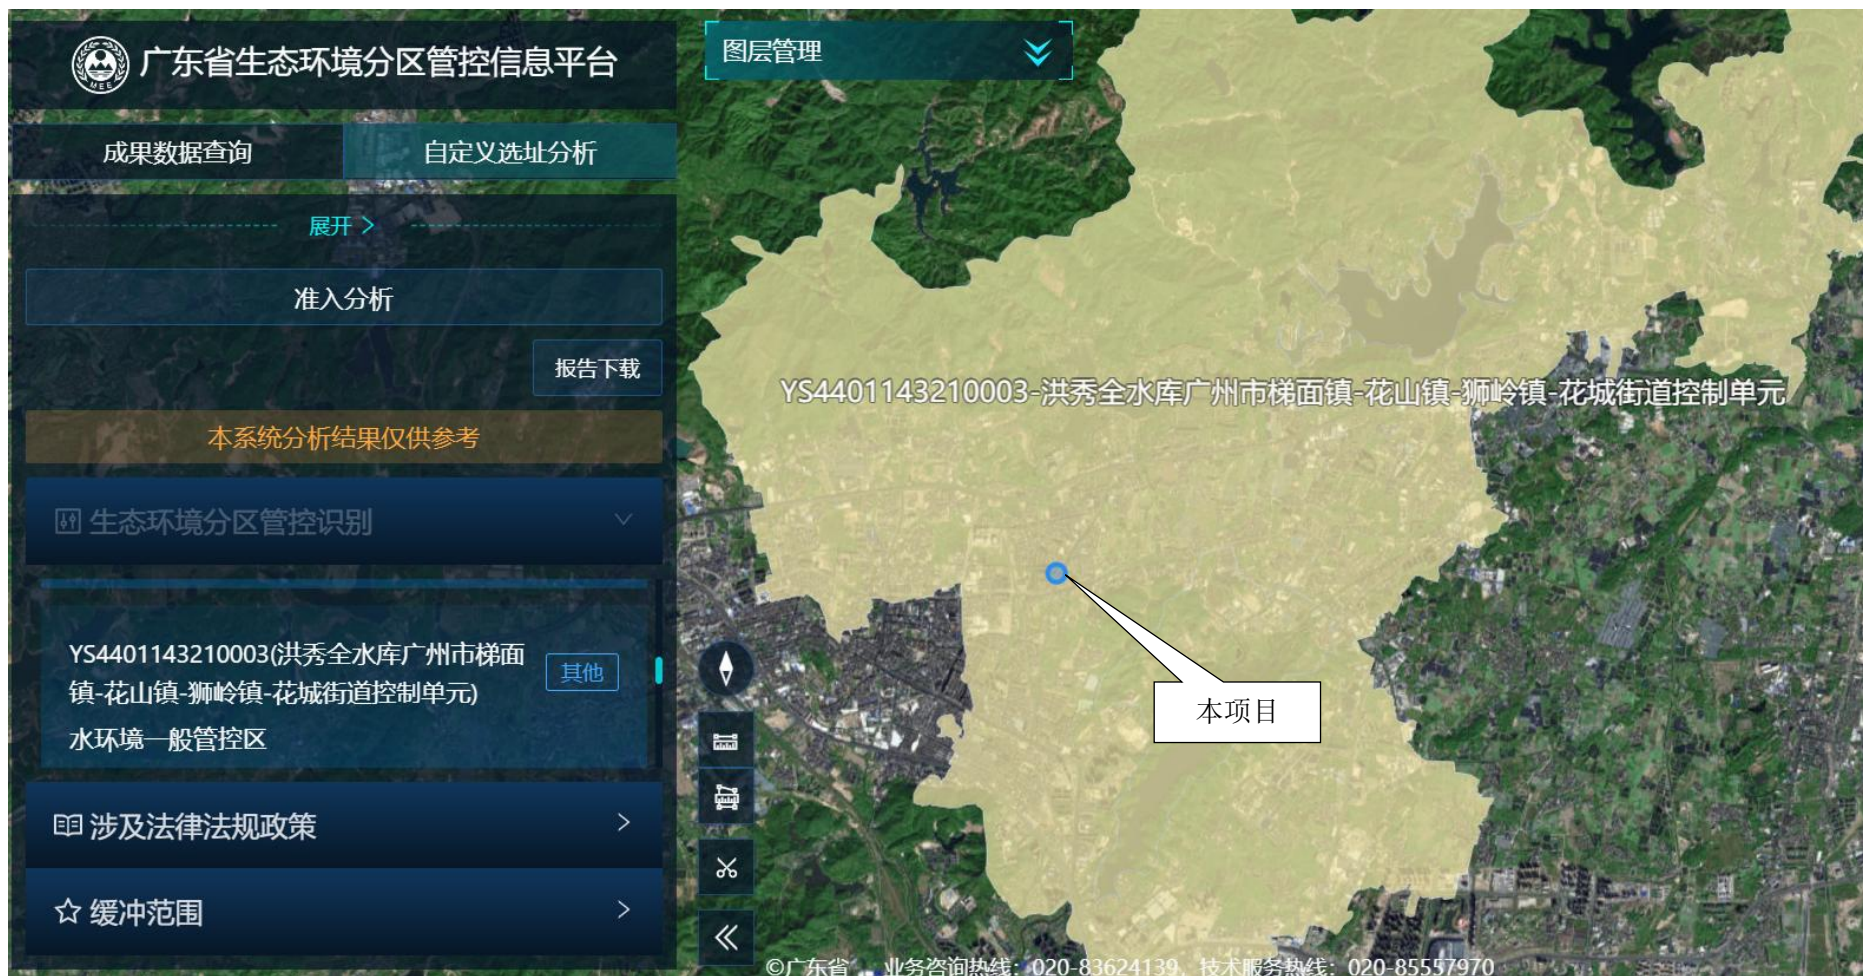 广东省生态环境分区管控信息平台
MEE
图层管理
成果数据查询
自定义选址分析
展开 >
准入分析
报告下载
本系统分析结果仅供参考
生态环境分区管控识别
YS4401143210003(洪秀全水库广州市梯面
镇-花山镇-狮岭镇-花城街道控制单元)
其他
水环境一般管控区
涉及法律法规政策
缓冲范围
YS4401143210003-洪秀全水库广州市梯面镇-花山镇-狮岭镇-花城街道控制单元
本项目
©广东省 业务咨询热线：020-83624139，技术服务热线：020-85557970